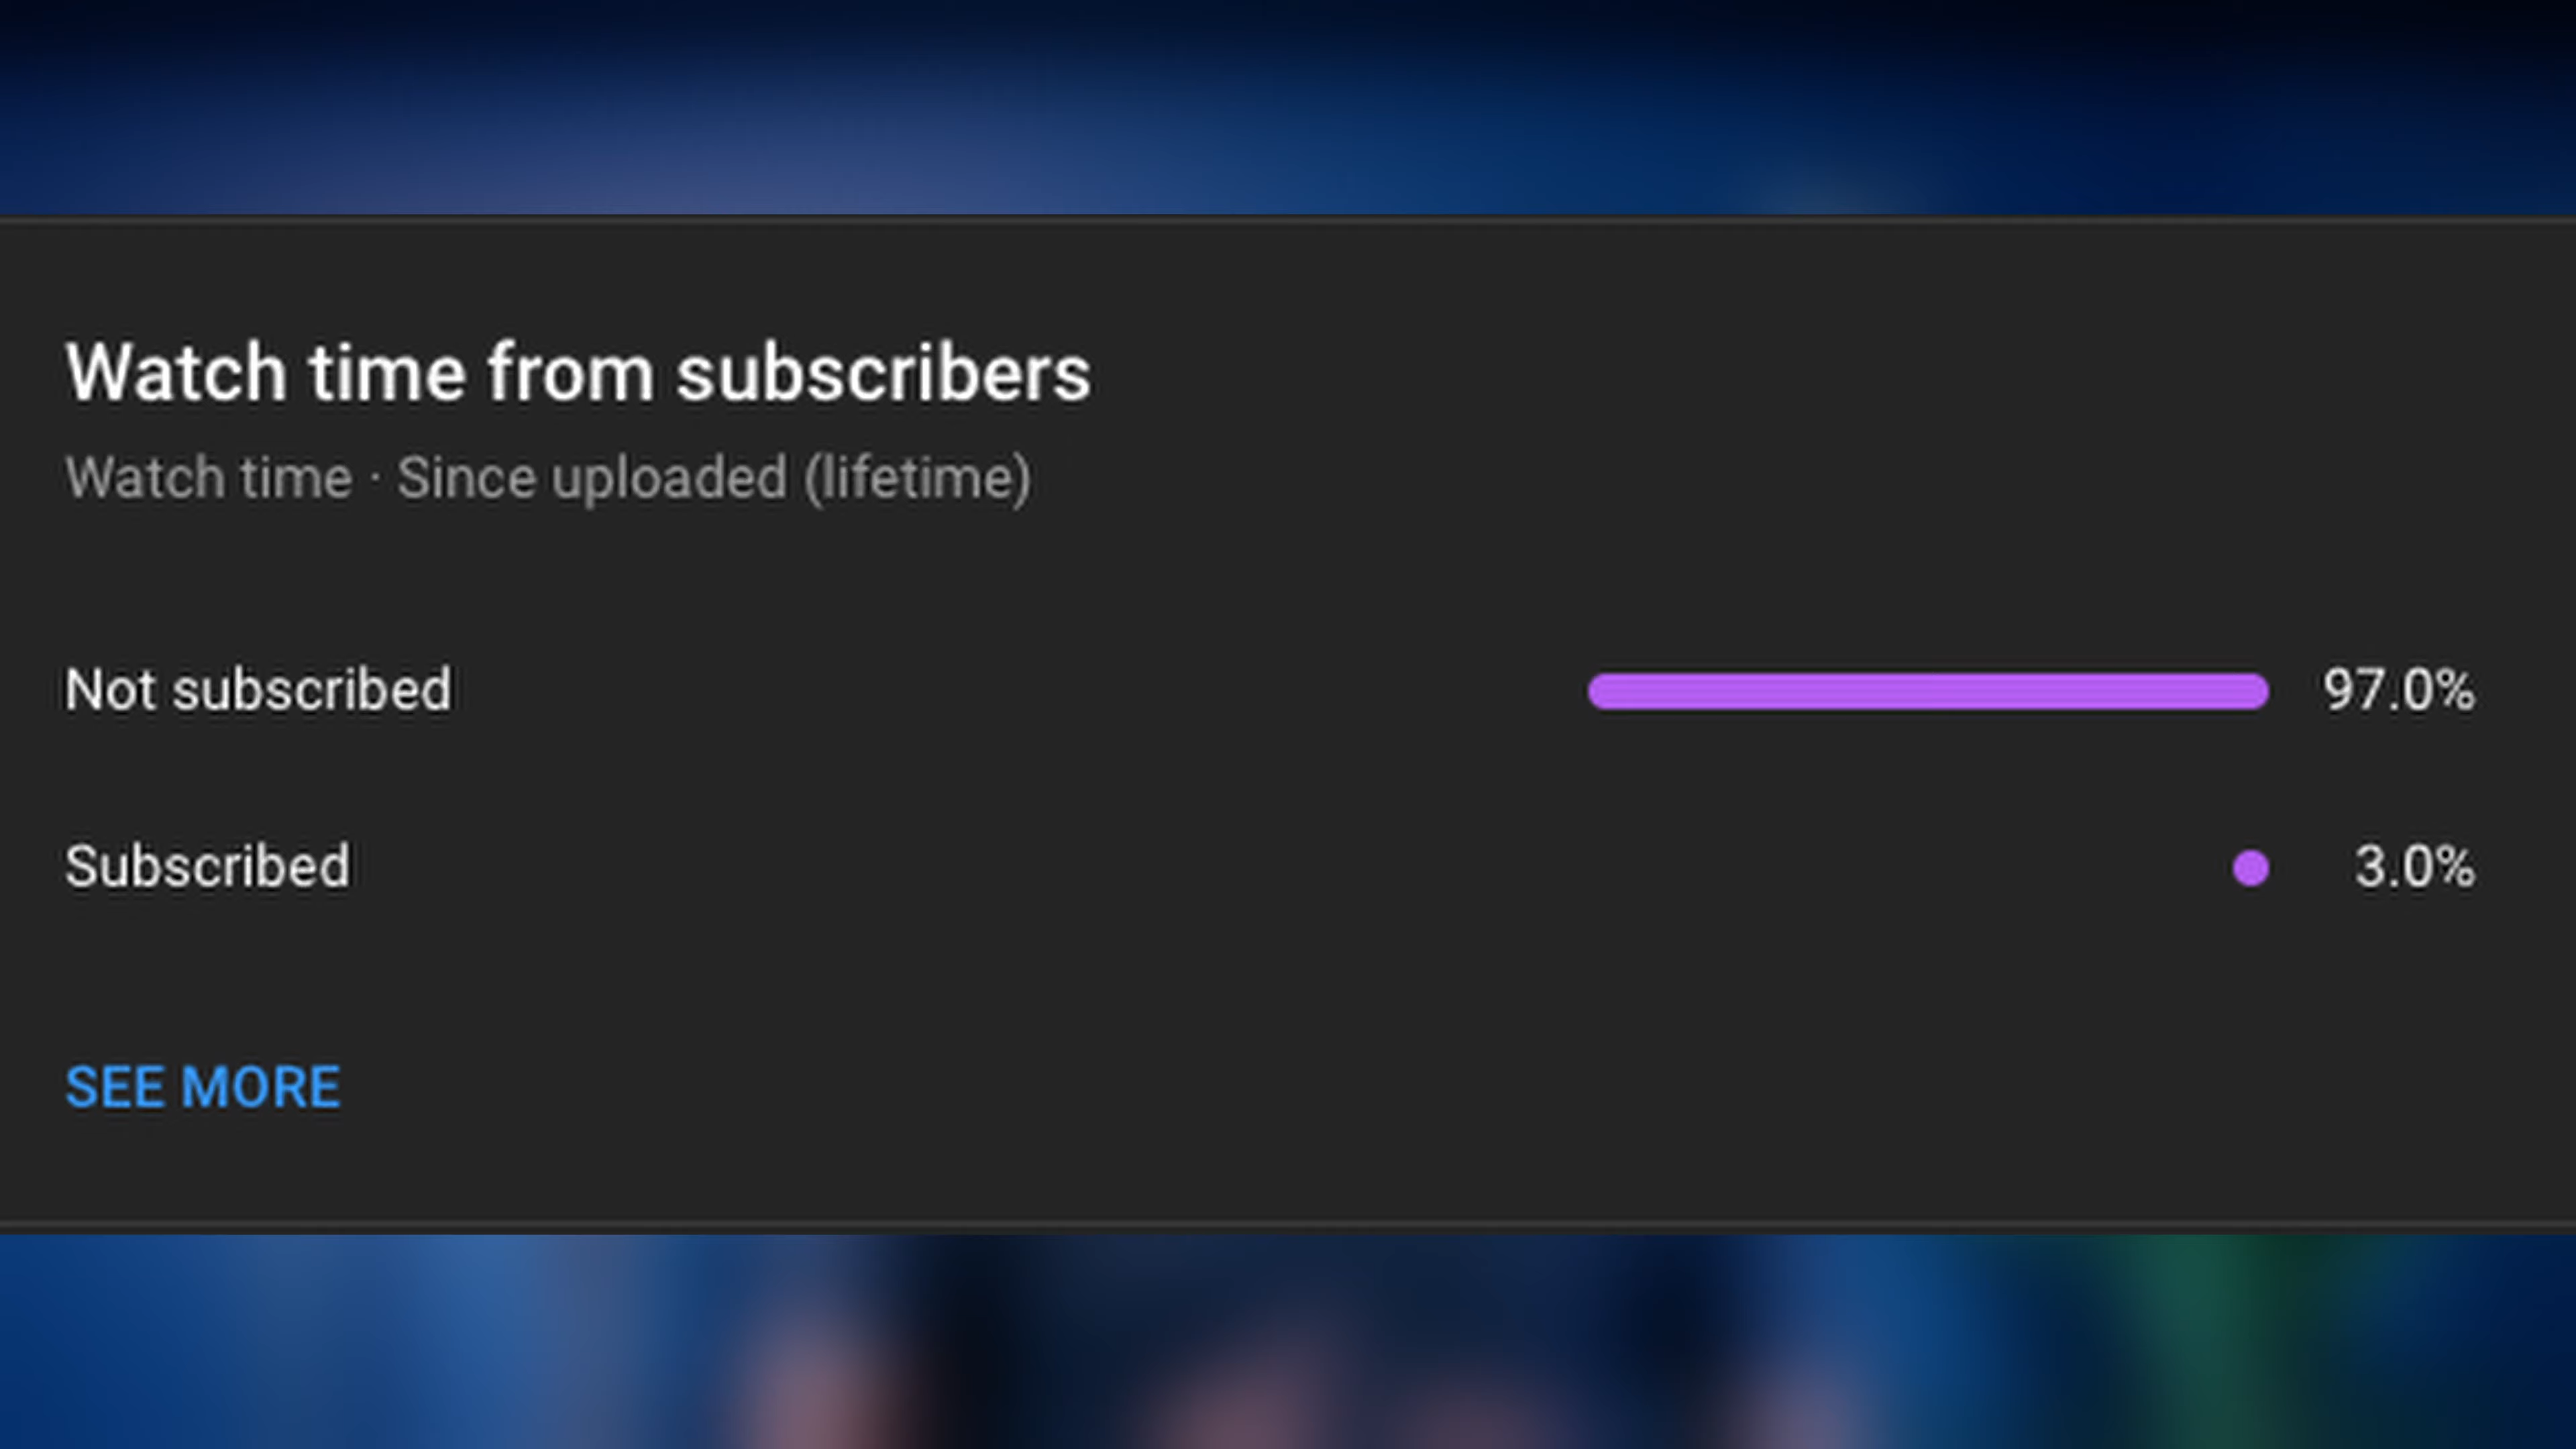 Watch time from subscribers
Watch time · Since uploaded (lifetime)
Not subscribed 97.0%
Subscribed 3.0%
SEE MORE